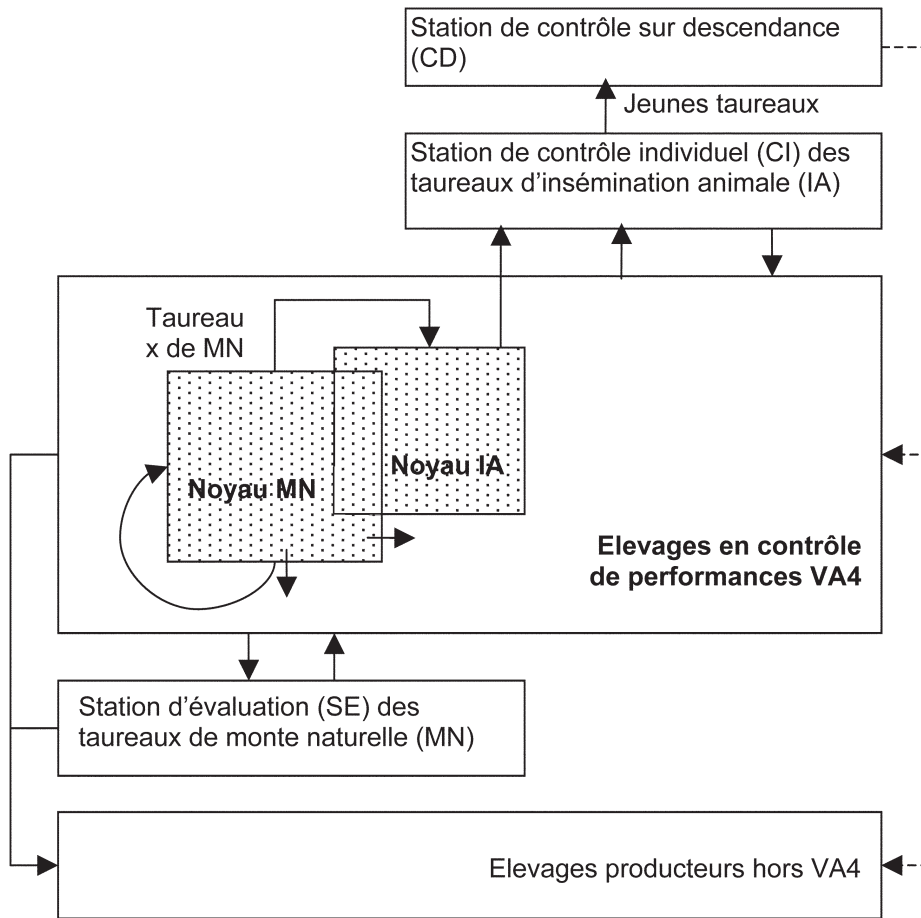 Station de contrôle sur descendance
(CD)
Jeunes taureaux
Station de contrôle individuel (CI) des
taureaux d’insémination animale (IA)
Taureau
x de MN
Noyau IA
Noyau MN
Elevages en contrôle
de performances VA4
Station d’évaluation (SE) des
taureaux de monte naturelle (MN)
Elevages producteurs hors VA4